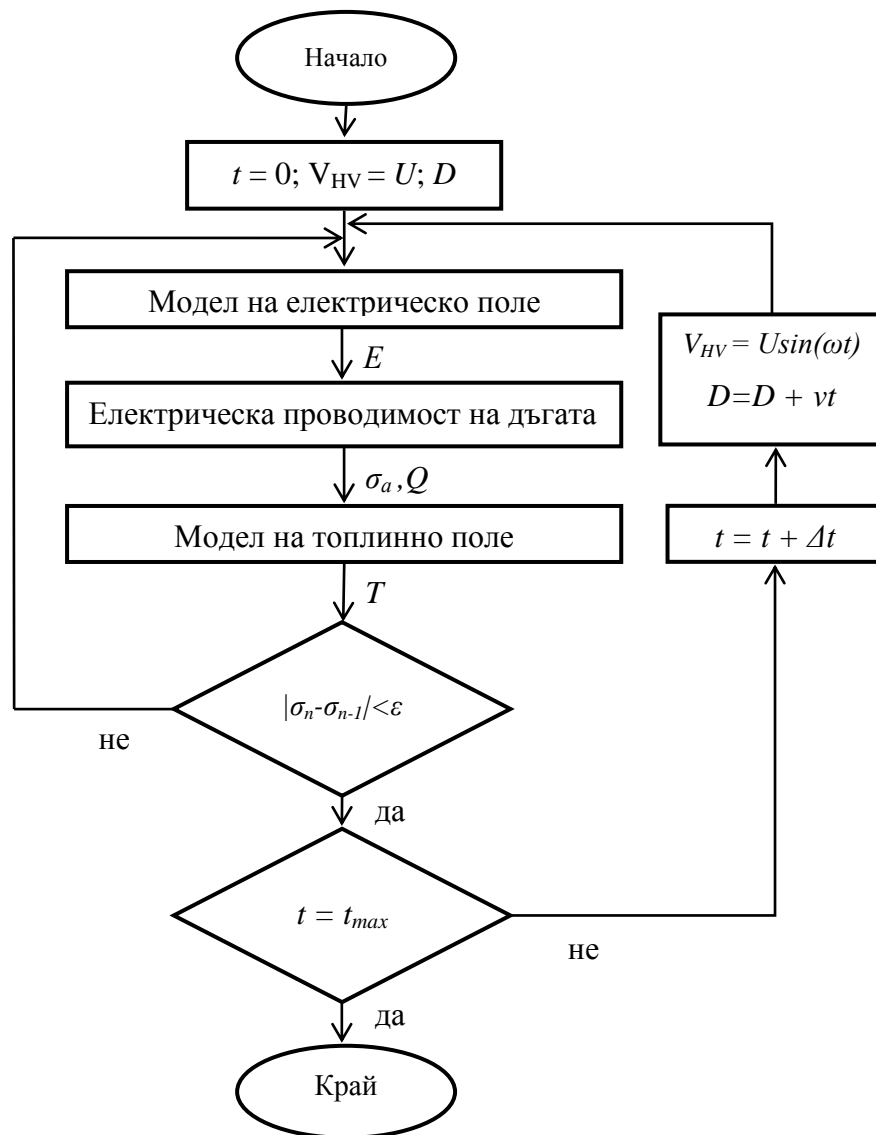 Начало
t = 0; V_HV = U; D
Модел на електрическо поле
E
Електрическа проводимост на дъгата
σ_a ,Q
Модел на топлинно поле
T
|σ_n-σ_n-1|<ε
не
да
t = t_max
не
да
Край
t = t + Δt
V_HV = Usin(ωt)
D=D + vt